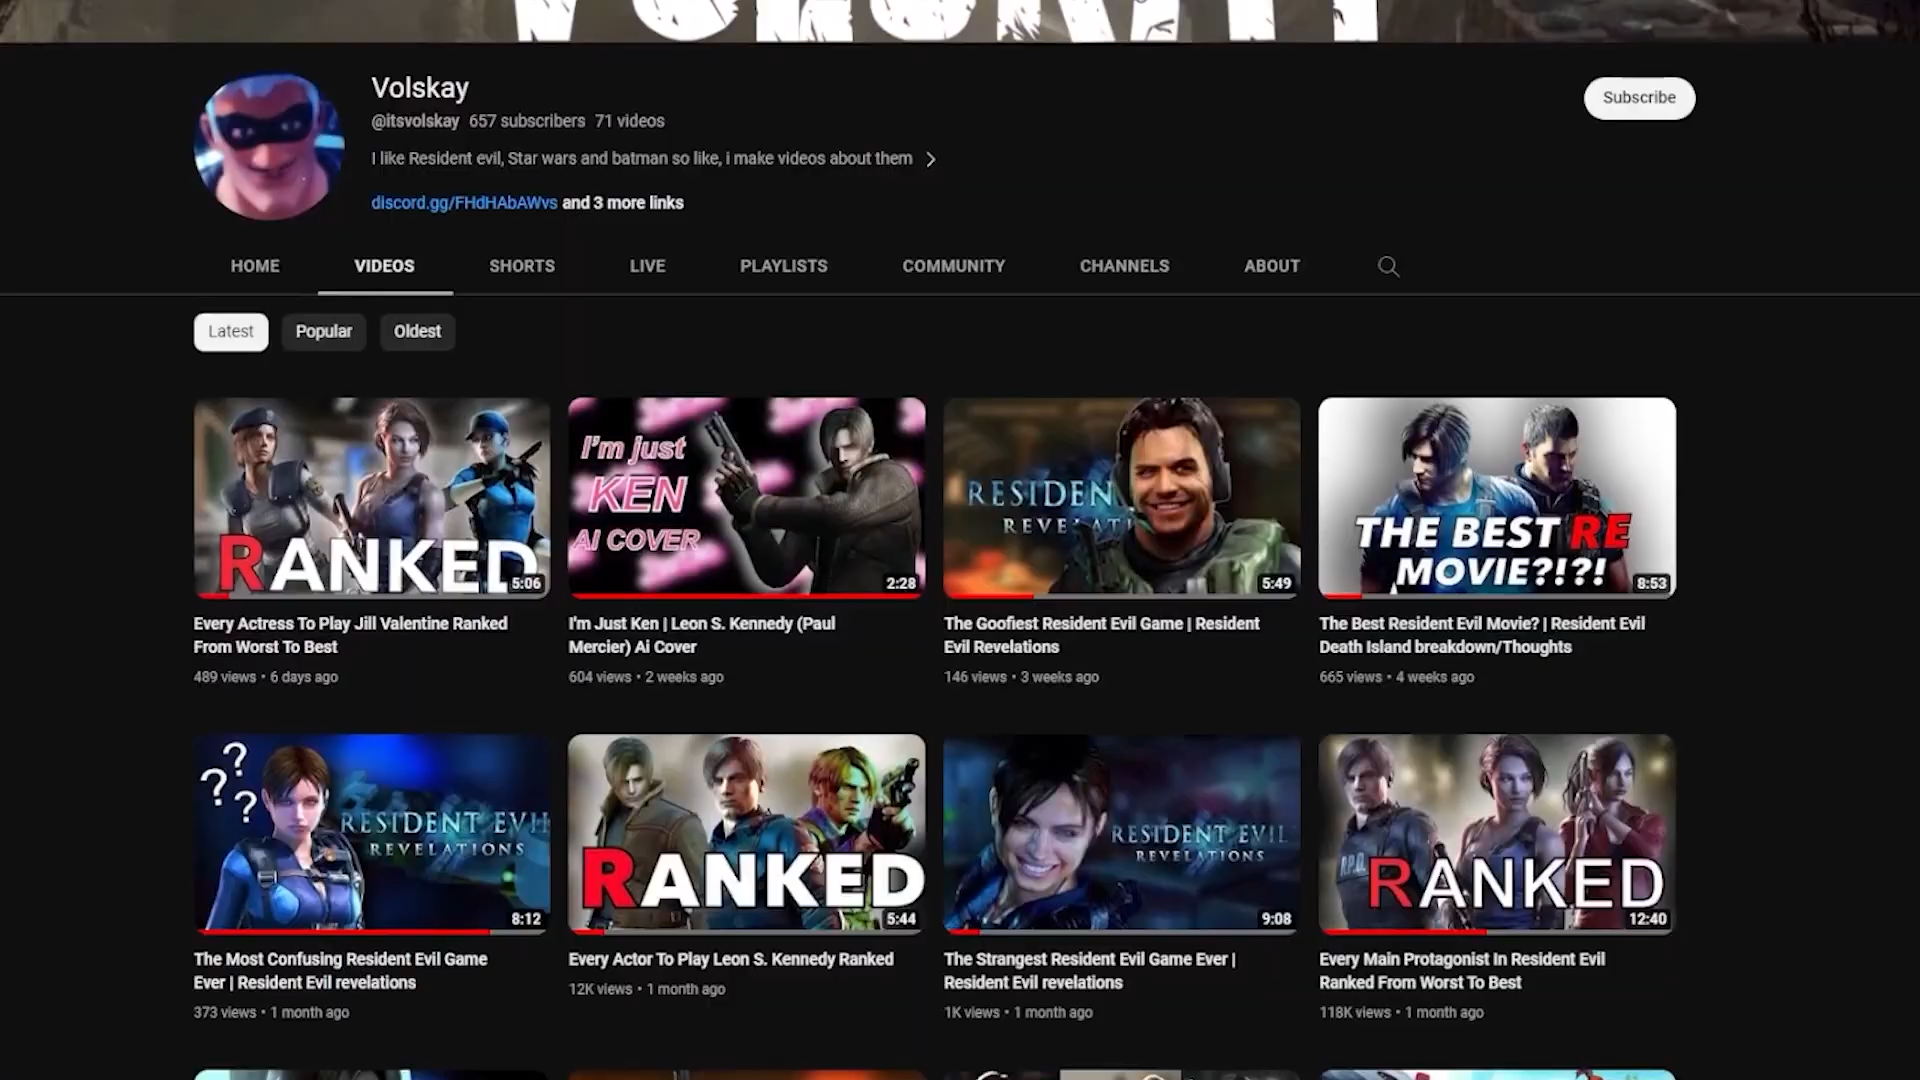 Volskay
@itsvolskay 657 subscribers 71 videos
I like Resident evil, Star wars and batman so like, i make videos about them
discord.gg/FHdHAbAWvs and 3 more links
Subscribe
HOME VIDEOS SHORTS LIVE PLAYLISTS COMMUNITY CHANNELS ABOUT
Latest Popular Oldest
RANKED
5:06
Every Actress To Play Jill Valentine Ranked
From Worst To Best
489 views • 6 days ago
I'm just
KEN
AI COVER
2:28
I'm Just Ken | Leon S. Kennedy (Paul
Mercier) Ai Cover
604 views • 2 weeks ago
RESIDEN
REVELATI
5:49
The Goofiest Resident Evil Game | Resident
Evil Revelations
146 views • 3 weeks ago
THE BEST RE
MOVIE?!?!
8:53
The Best Resident Evil Movie? | Resident Evil
Death Island breakdown/Thoughts
665 views • 4 weeks ago
? ? ?
RESIDENT EVIL
REVELATIONS
8:12
The Most Confusing Resident Evil Game
Ever | Resident Evil revelations
373 views • 1 month ago
RANKED
5:44
Every Actor To Play Leon S. Kennedy Ranked
12K views • 1 month ago
RESIDENT EVIL
REVELATIONS
9:08
The Strangest Resident Evil Game Ever |
Resident Evil revelations
1K views • 1 month ago
R.P.D.
RANKED
12:40
Every Main Protagonist In Resident Evil
Ranked From Worst To Best
118K views • 1 month ago